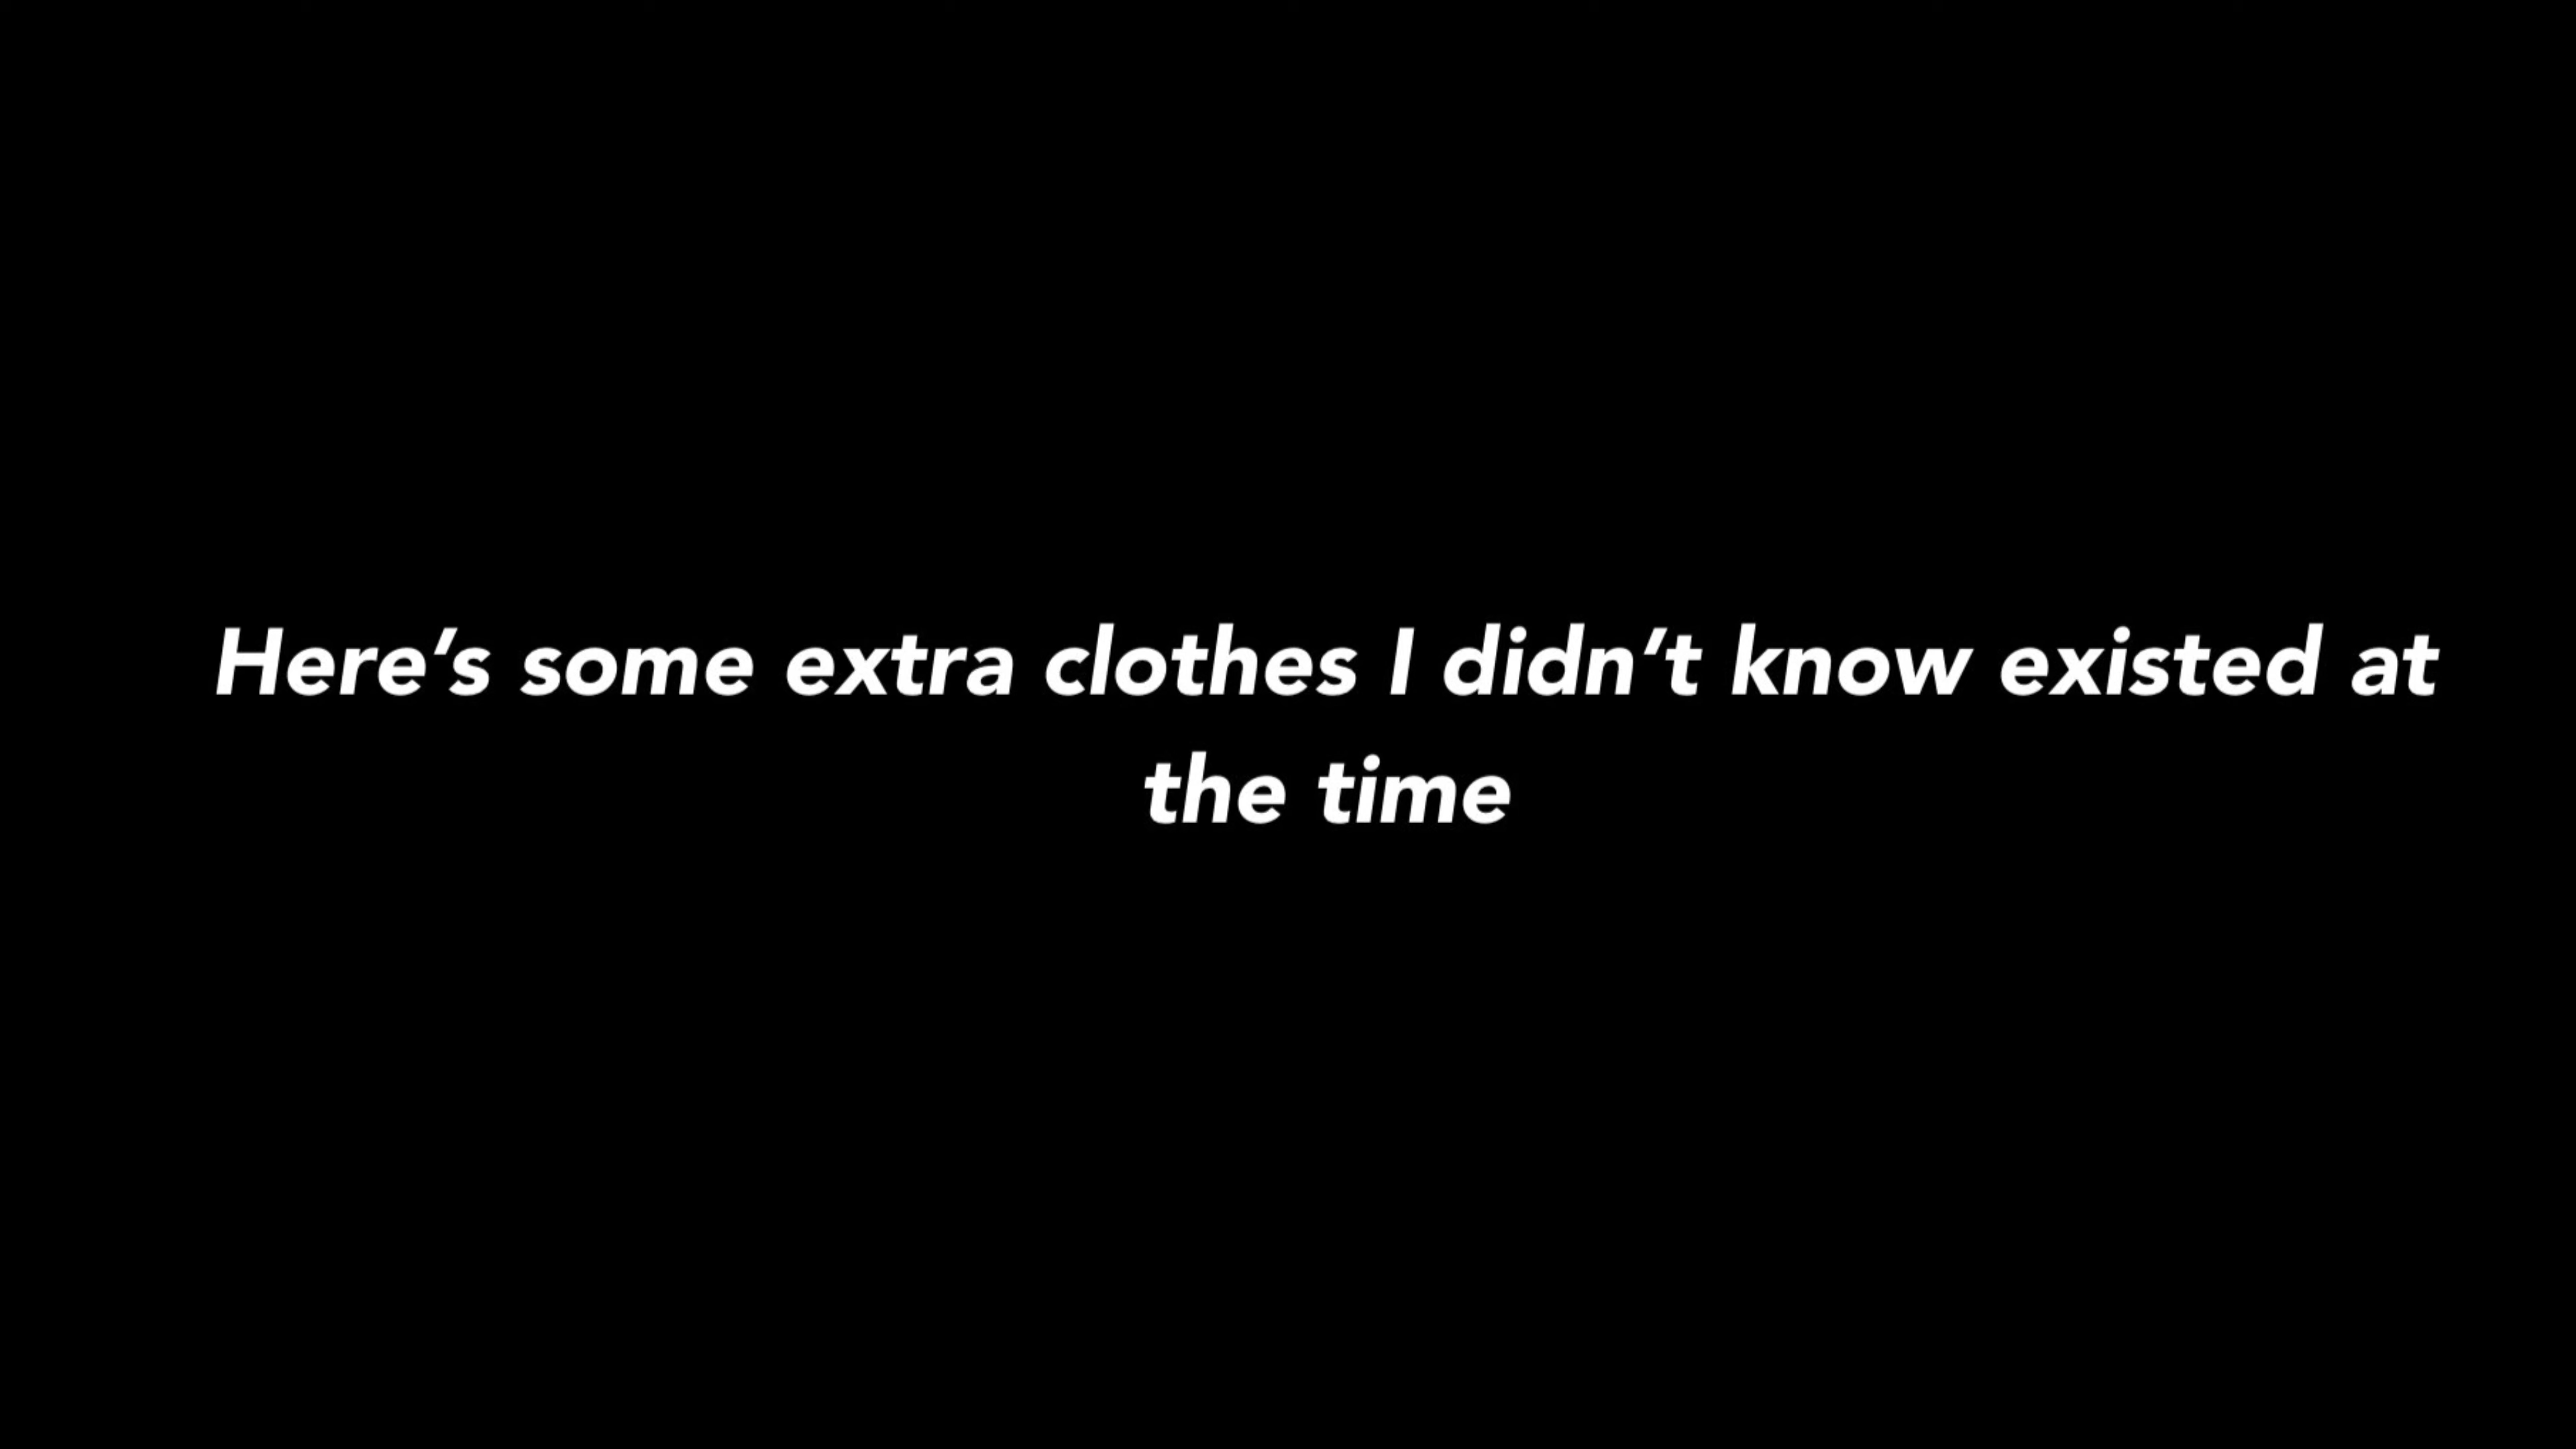 Here’s some extra clothes I didn’t know existed at
the time